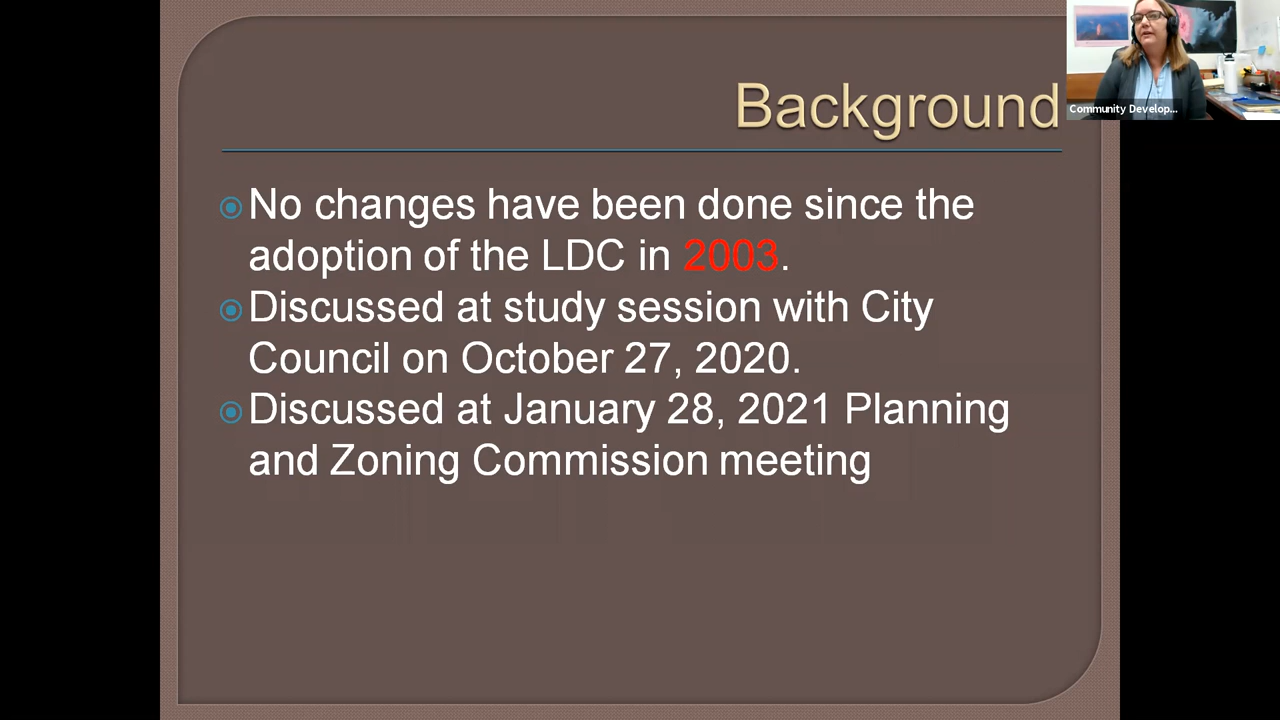 Background
Community Develop...
No changes have been done since the
adoption of the LDC in 2003.
Discussed at study session with City
Council on October 27, 2020.
Discussed at January 28, 2021 Planning
and Zoning Commission meeting